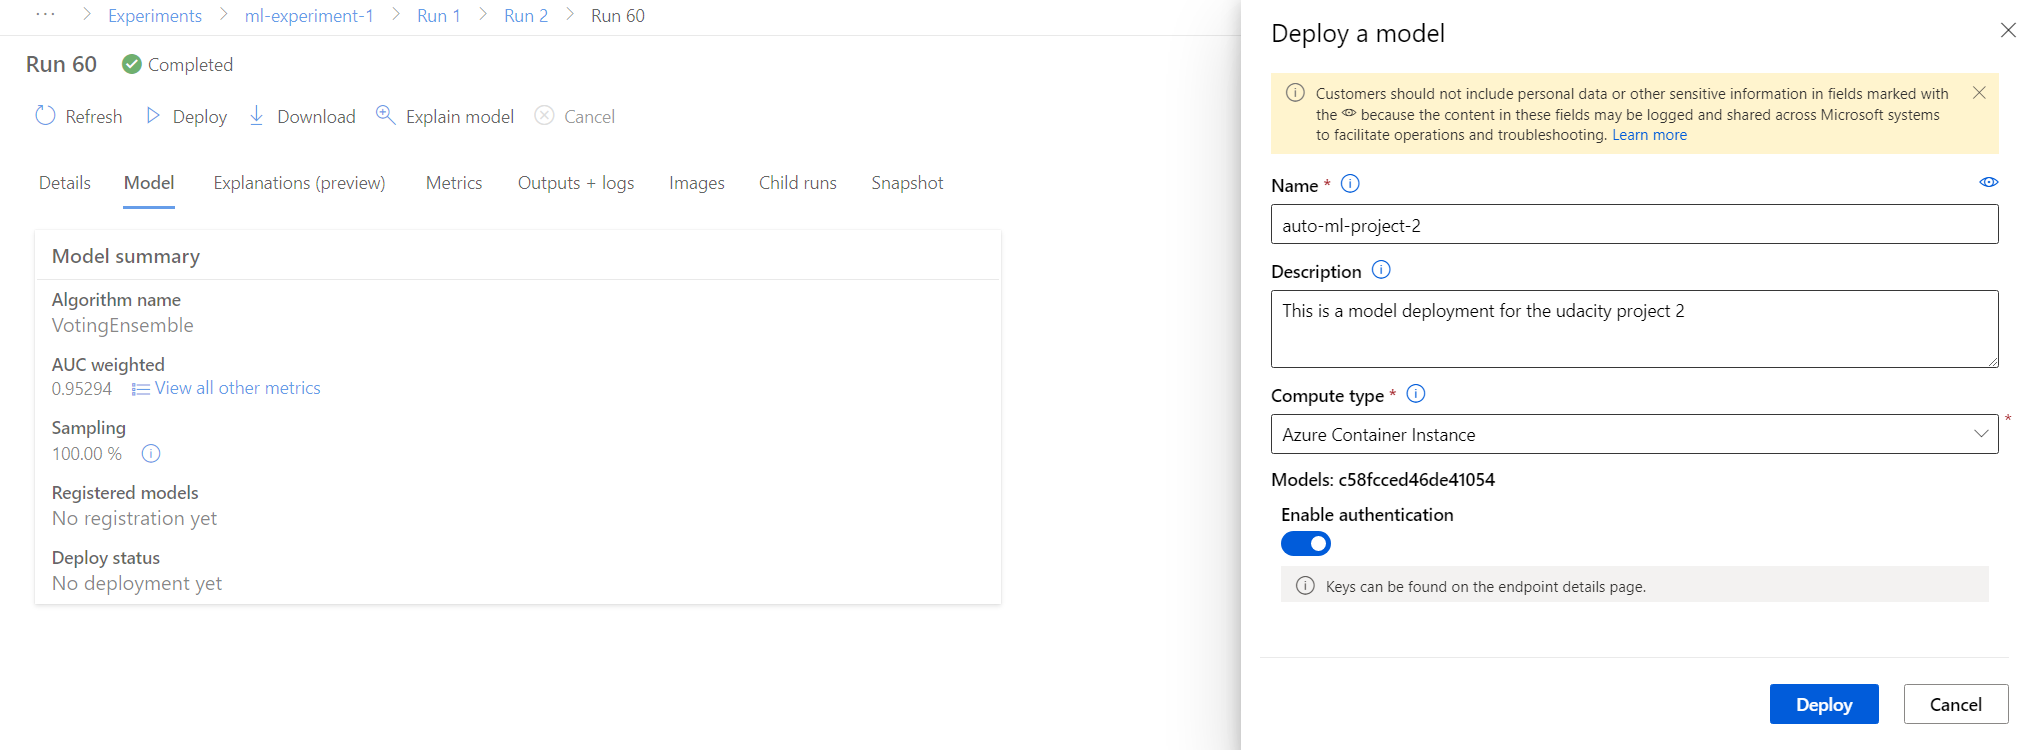 ... > Experiments > ml-experiment-1 > Run 1 > Run 2 > Run 60
Run 60 Completed
Refresh Deploy Download Explain model Cancel
Details Model Explanations (preview) Metrics Outputs + logs Images Child runs Snapshot
Model summary
Algorithm name
VotingEnsemble
AUC weighted
0.95294 View all other metrics
Sampling
100.00 %
Registered models
No registration yet
Deploy status
No deployment yet
Deploy a model
Customers should not include personal data or other sensitive information in fields marked with
the because the content in these fields may be logged and shared across Microsoft systems
to facilitate operations and troubleshooting. Learn more
Name *
auto-ml-project-2
Description
This is a model deployment for the udacity project 2
Compute type *
Azure Container Instance *
Models: c58fcced46de41054
Enable authentication
Keys can be found on the endpoint details page.
Deploy Cancel